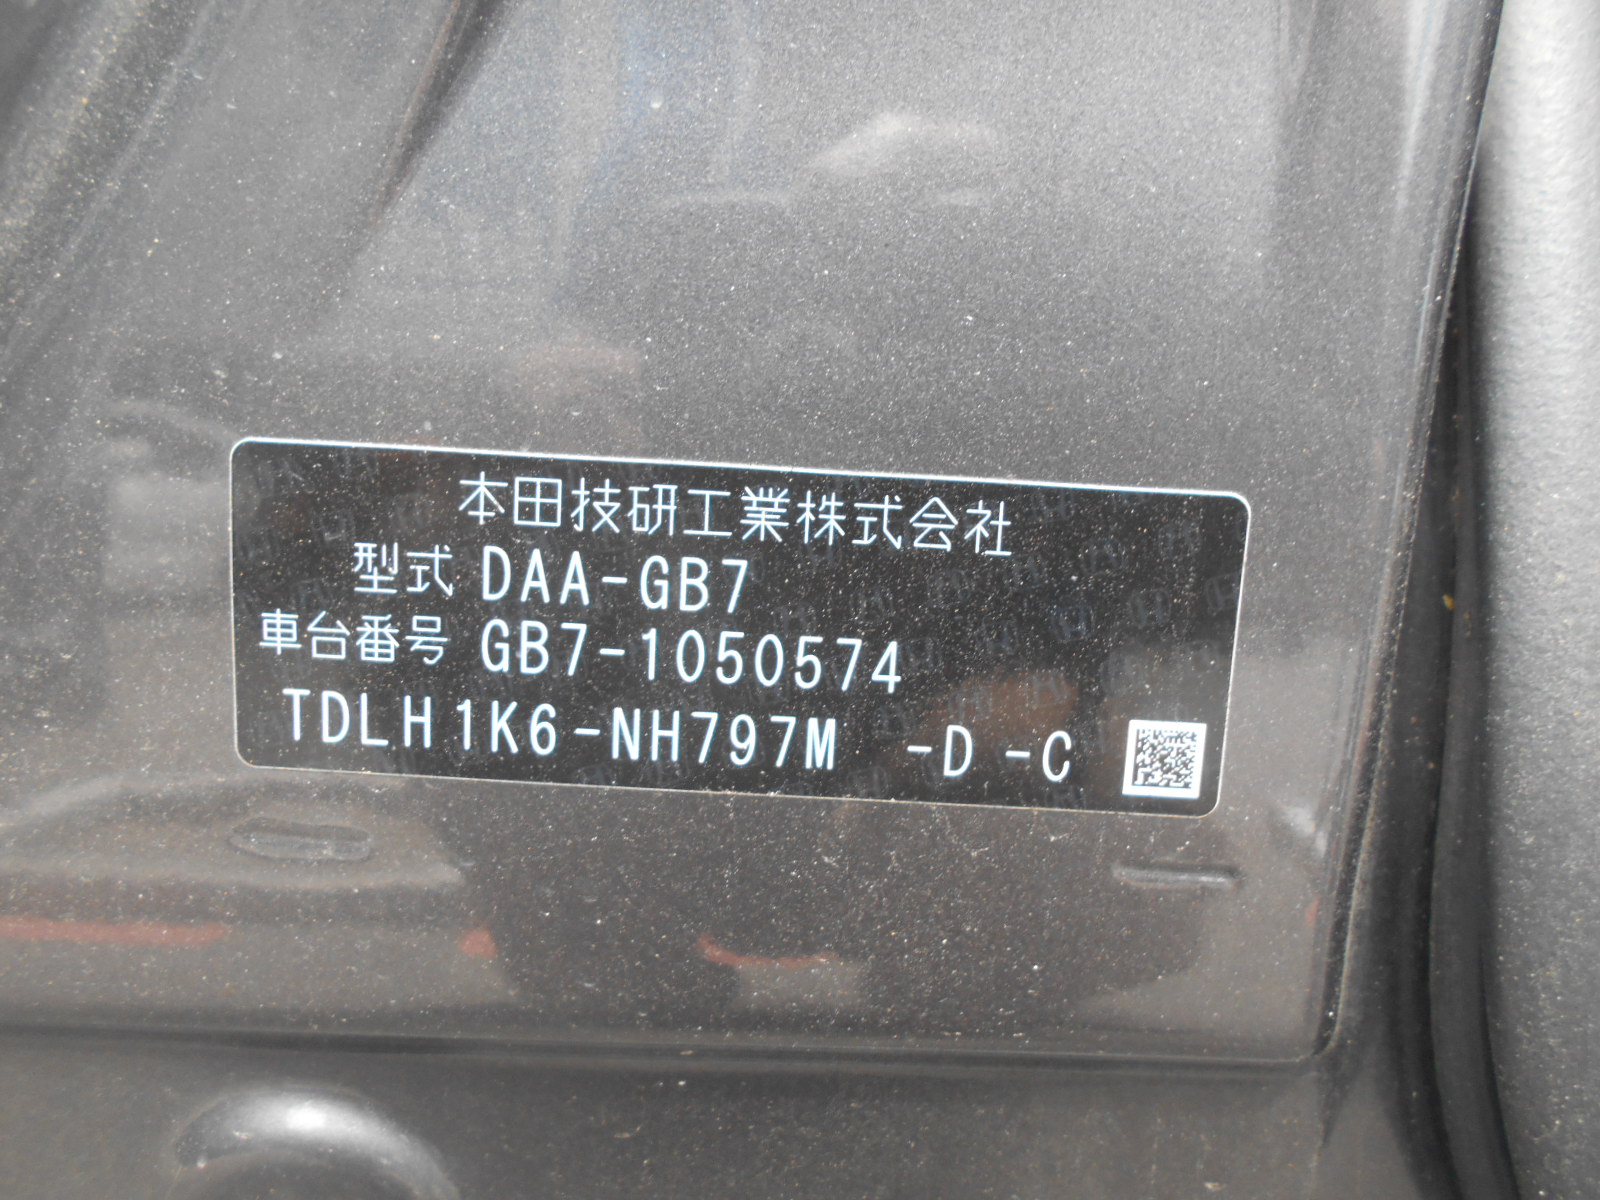 本田技研工業株式会社
型式 DAA-GB7
車台番号 GB7-1050574
TDLH1K6-NH797M -D -C